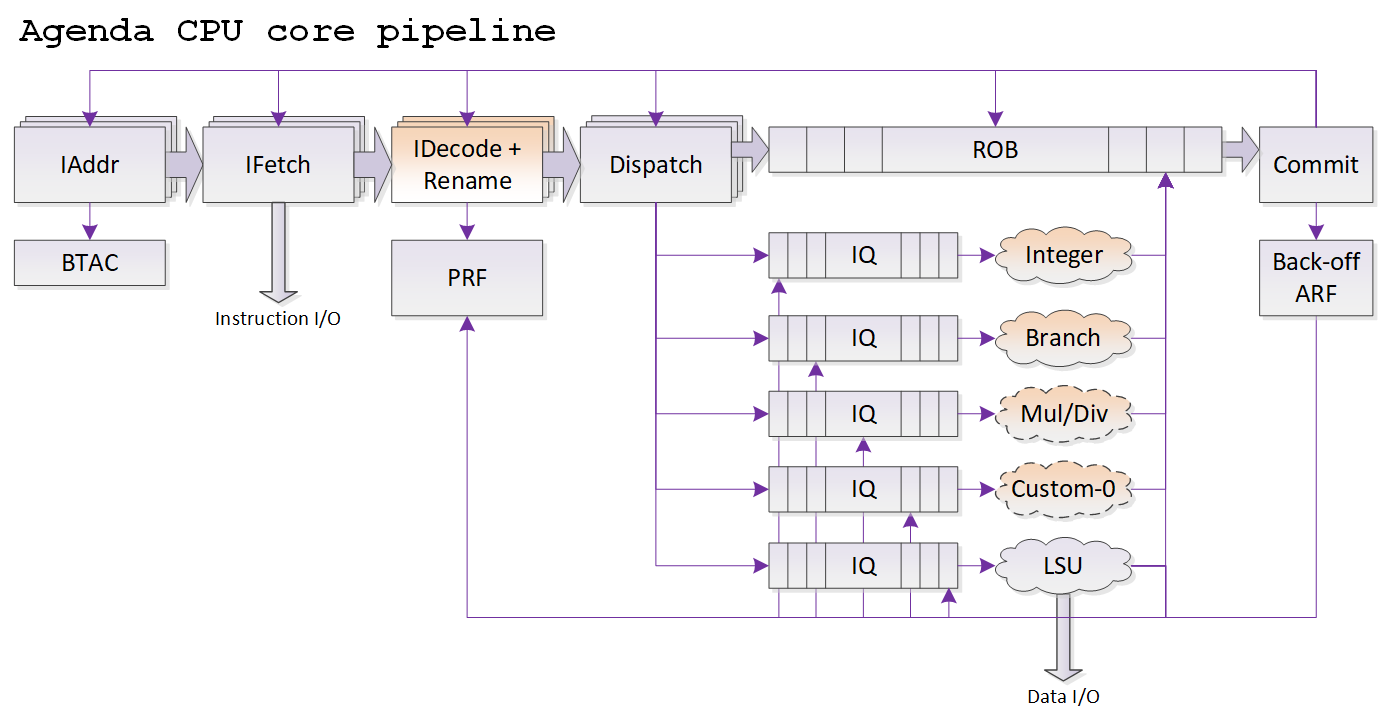 Agenda CPU core pipeline
IAddr
IFetch
IDecode +
Rename
Dispatch
ROB
Commit
BTAC
Instruction I/O
PRF
IQ
Integer
Back-off
ARF
IQ
Branch
IQ
Mul/Div
IQ
Custom-0
IQ
LSU
Data I/O